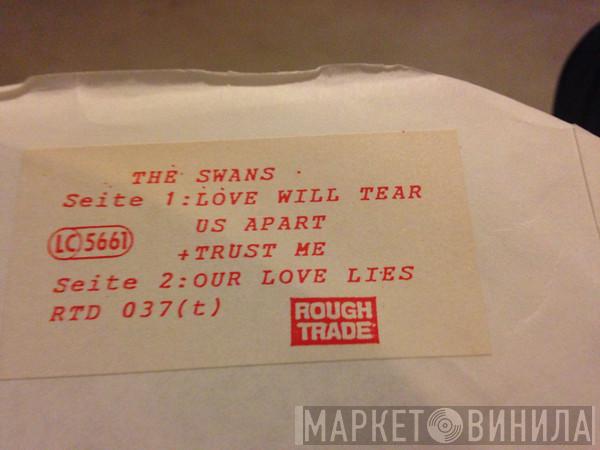 THE SWANS
Seite 1:LOVE WILL TEAR
US APART
LC 5661
+TRUST ME
Seite 2:OUR LOVE LIES
RTD 037(t)
ROUGH
TRADE
МАРКЕТ ВИНИЛА